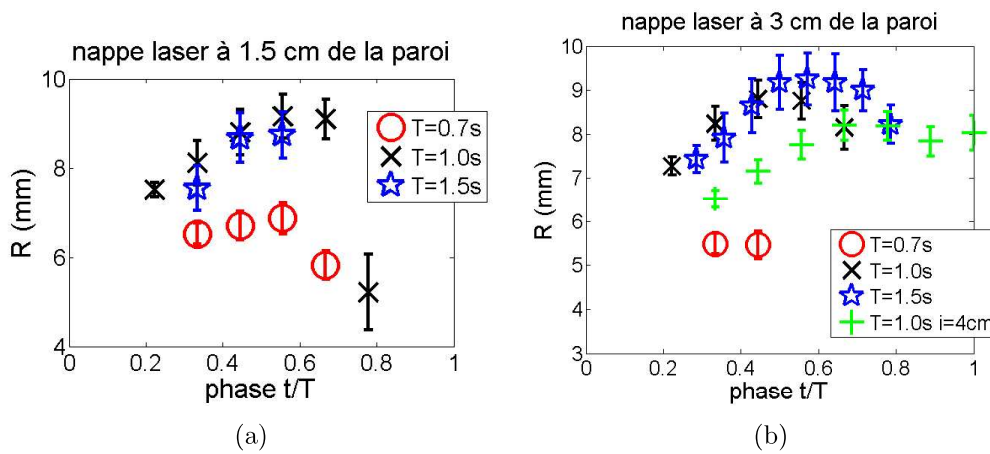 nappe laser à 1.5 cm de la paroi
10
8
6
4
0
0.2
0.4
0.6
0.8
1
R (mm)
phase t/T
T=0.7s
T=1.0s
T=1.5s
(a)
nappe laser à 3 cm de la paroi
10
9
8
7
6
5
4
3
0
0.2
0.4
0.6
0.8
1
R (mm)
phase t/T
T=0.7s
T=1.0s
T=1.5s
T=1.0s i=4cm
(b)